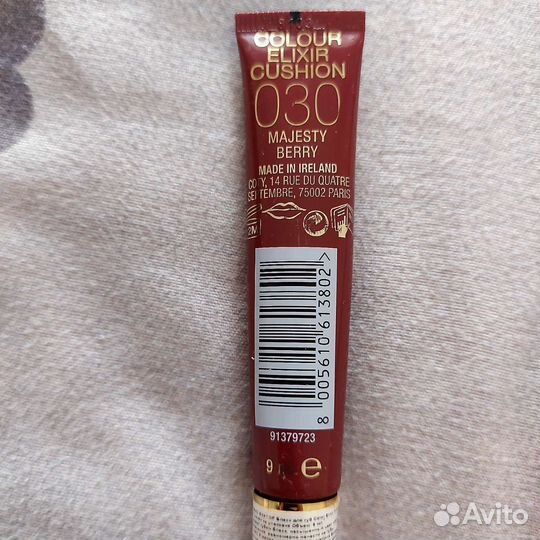 COLOUR
ELIXIR
CUSHION
030
MAJESTY
BERRY
MADE IN IRELAND
COTY, 14 RUE DU QUATRE
SEPTEMBRE, 75002 PARIS
8 005610 613802 >
91379723
9 e
Avito